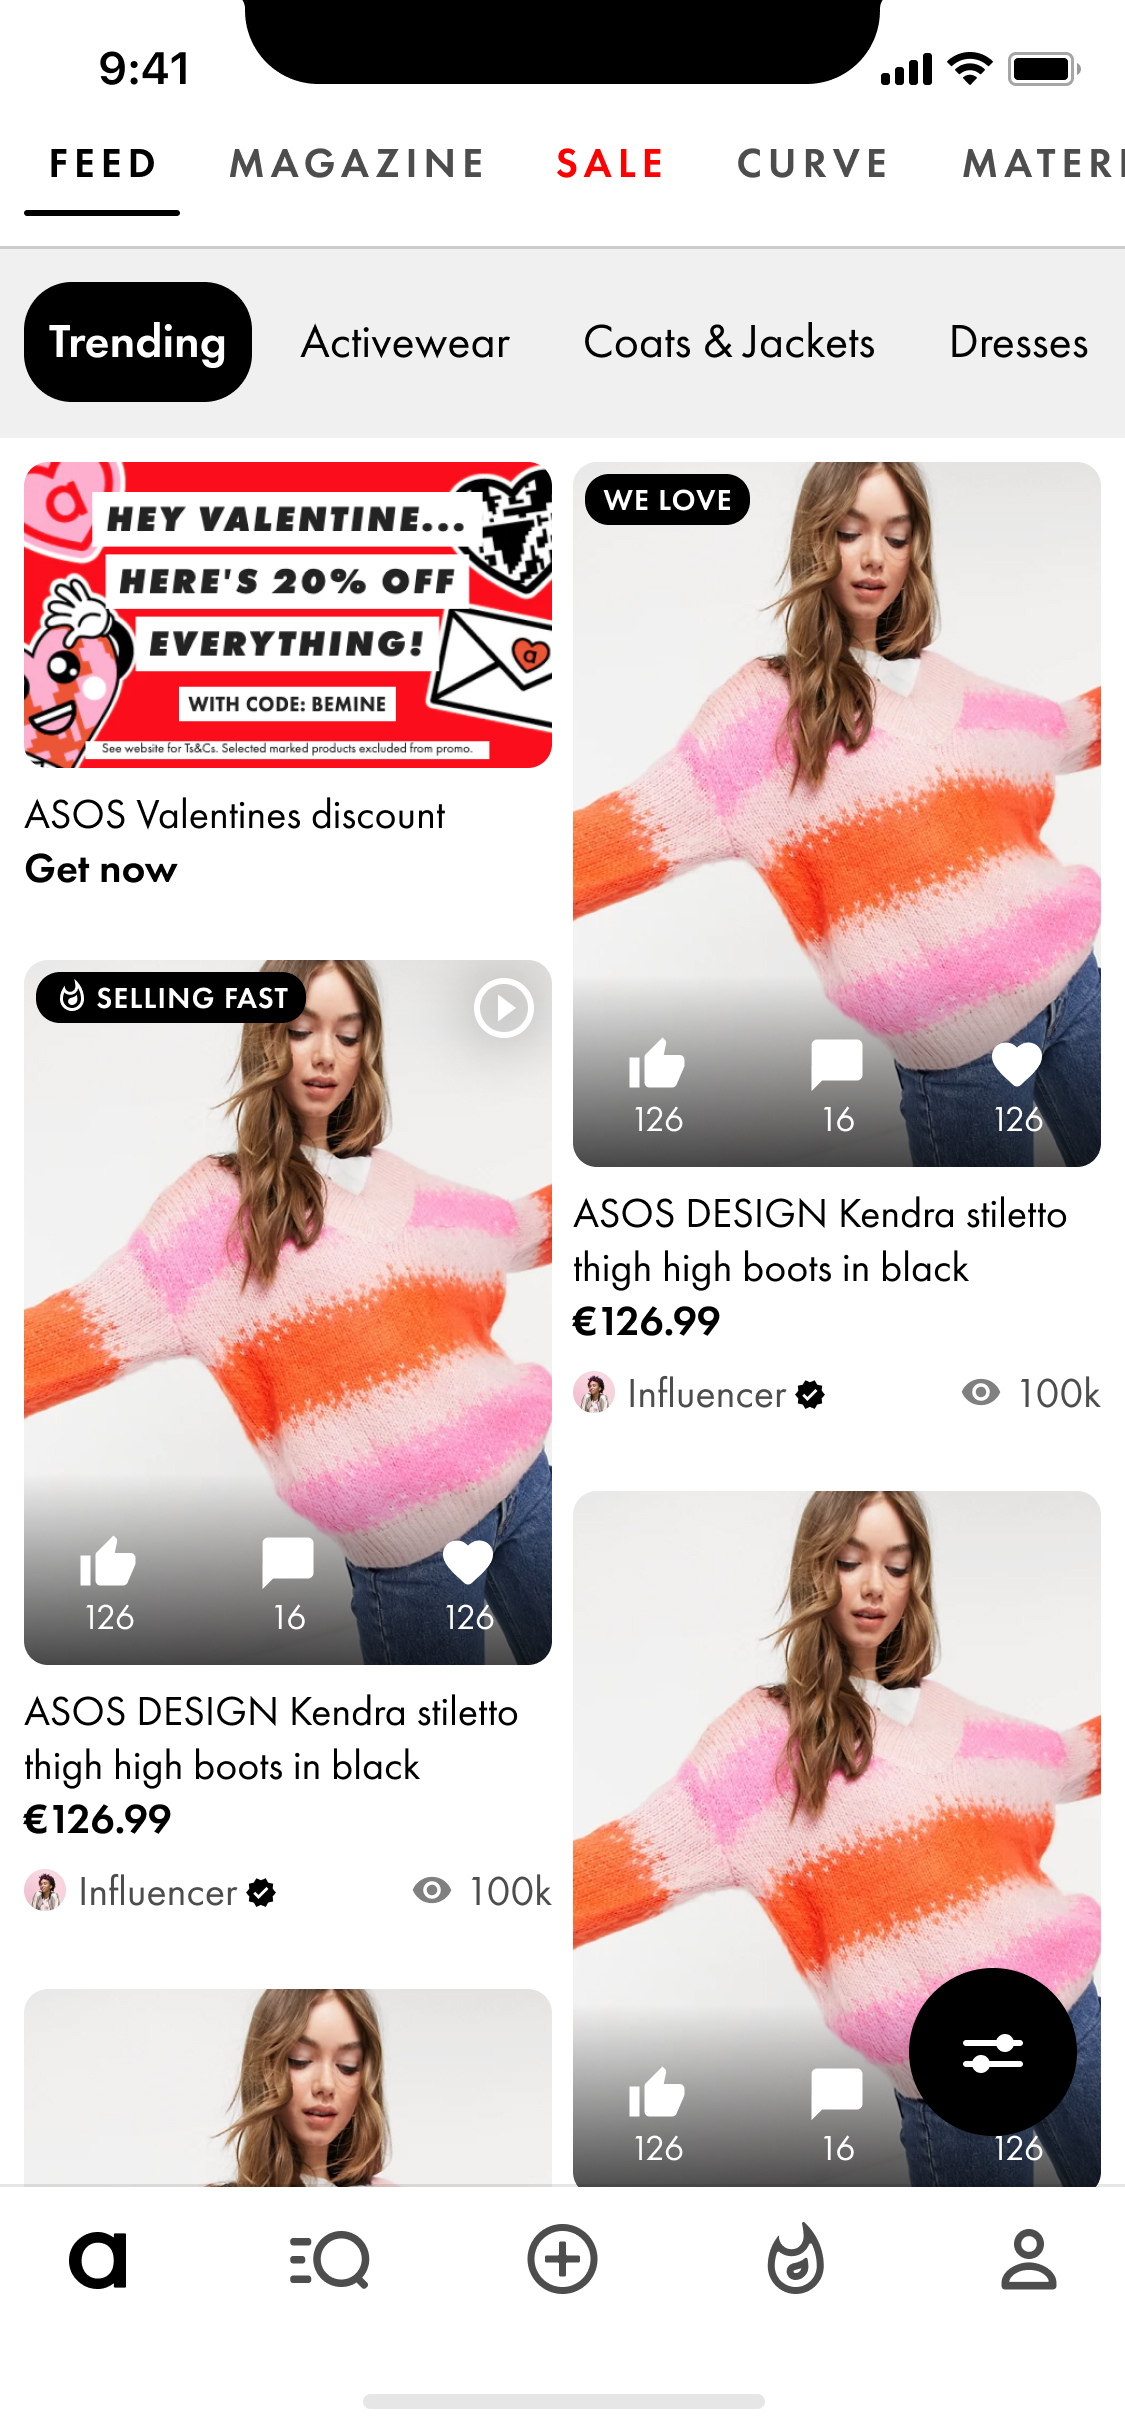 9:41
FEED MAGAZINE SALE CURVE MATERI
Trending Activewear Coats & Jackets Dresses
HEY VALENTINE...
HERE'S 20% OFF
EVERYTHING!
WITH CODE: BEMINE
See website for Ts&Cs. Selected marked products excluded from promo.
ASOS Valentines discount
Get now
SELLING FAST
126 16 126
ASOS DESIGN Kendra stiletto
thigh high boots in black
€126.99
Influencer 100k
WE LOVE
126 16 126
ASOS DESIGN Kendra stiletto
thigh high boots in black
€126.99
Influencer 100k
126 16 126